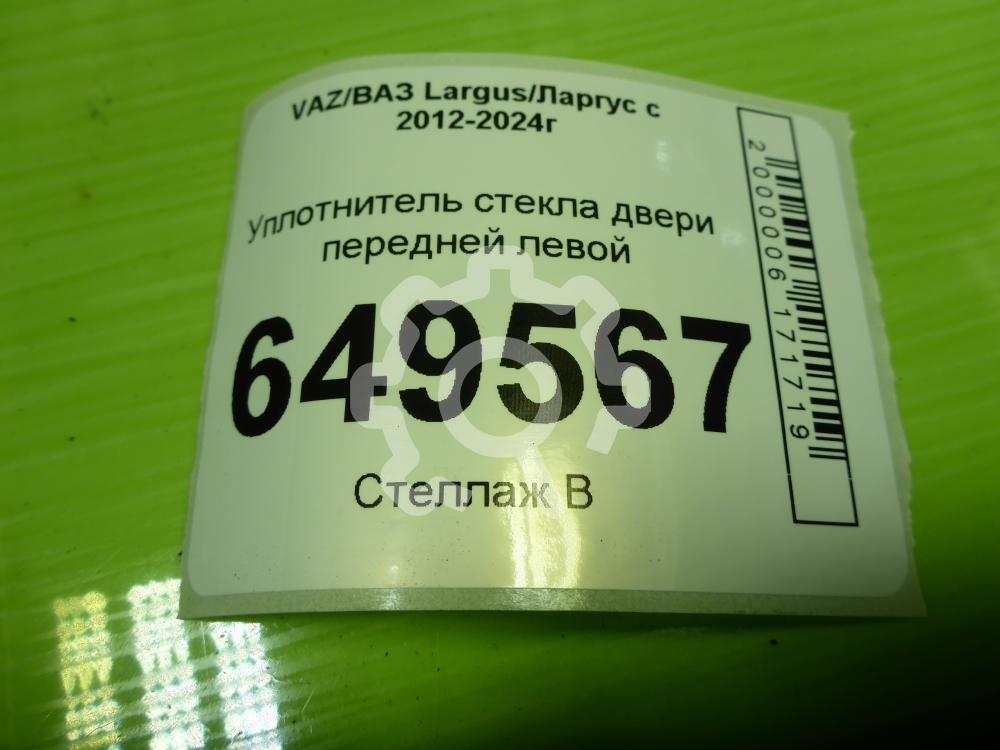 VAZ/ВАЗ Largus/Ларгус с
2012-2024г
Уплотнитель стекла двери
передней левой
649567
Стеллаж В
2000006171719